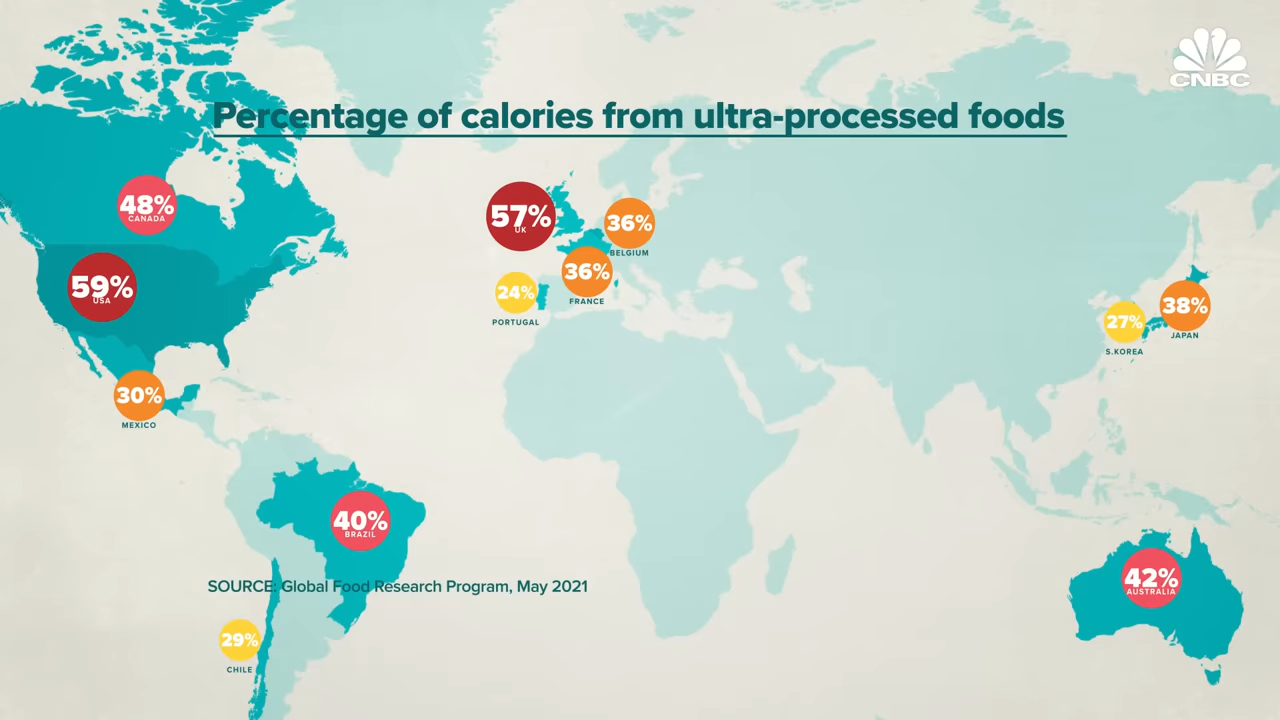 CNBC
Percentage of calories from ultra-processed foods
48%
CANADA
57%
UK
36%
BELGIUM
59%
USA
36%
FRANCE
24%
PORTUGAL
38%
JAPAN
27%
S.KOREA
30%
MEXICO
40%
BRAZIL
42%
AUSTRALIA
SOURCE: Global Food Research Program, May 2021
29%
CHILE